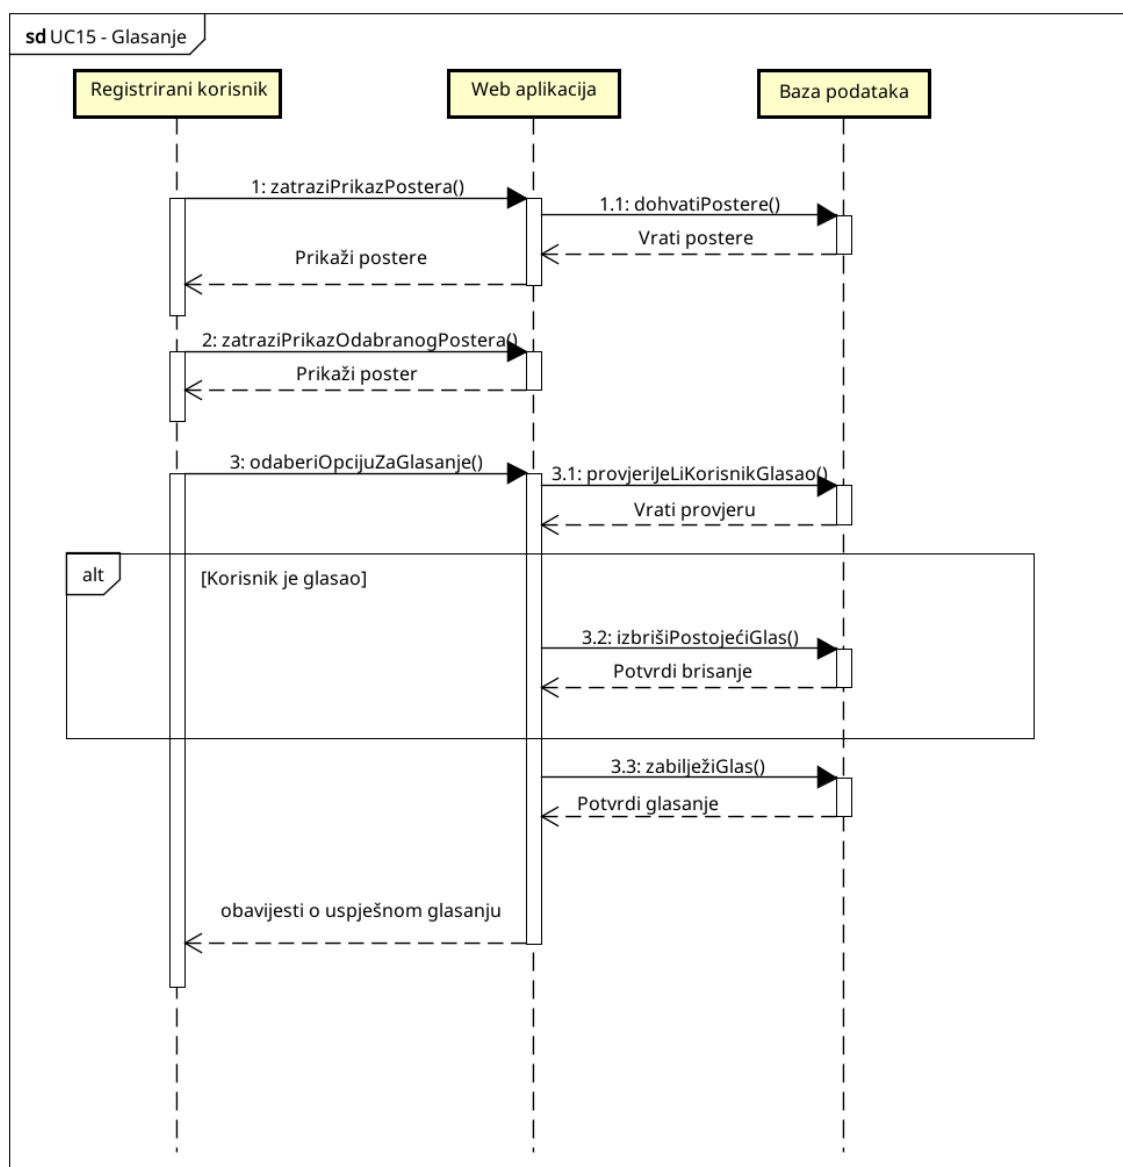 sd UC15 - Glasanje
Registrirani korisnik
Web aplikacija
Baza podataka
1: zatraziPrikazPostera()
1.1: dohvatiPostere()
Vrati postere
Prikaži postere
2: zatraziPrikazOdabranogPostera()
Prikaži poster
3: odaberiOpcijuZaGlasanje()
3.1: provjeriJeLiKorisnikGlasao()
Vrati provjeru
alt
[Korisnik je glasao]
3.2: izbrišiPostojećiGlas()
Potvrdi brisanje
3.3: zabilježiGlas()
Potvrdi glasanje
obavijesti o uspješnom glasanju